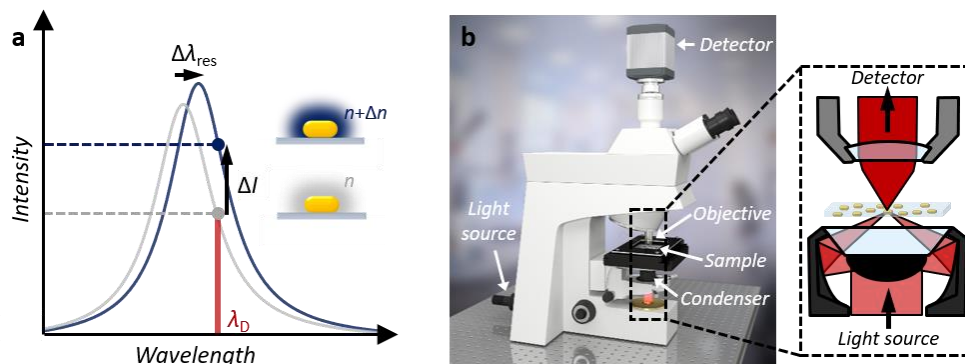 a
Δλres
n+Δn
n
ΔI
Intensity
λD
Wavelength
b
Detector
Light
source
Objective
Sample
Condenser
Detector
Light source